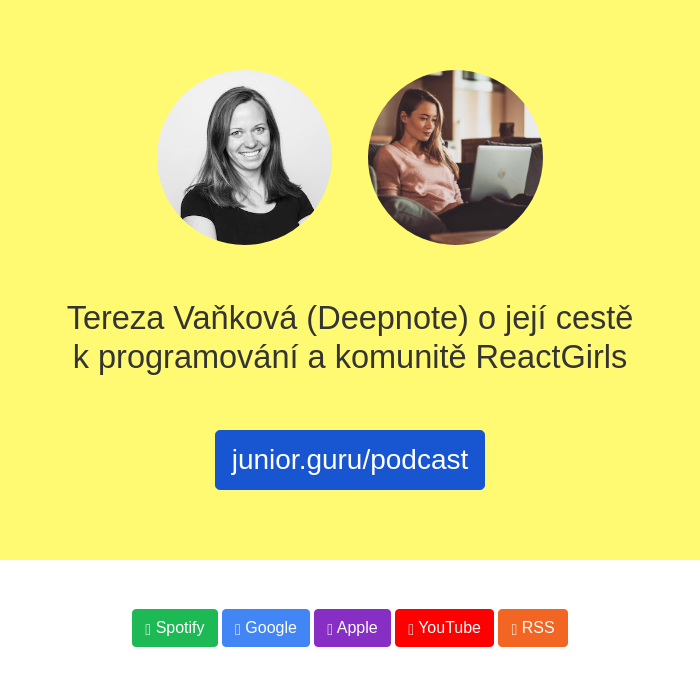 Tereza Vaňková (Deepnote) o její cestě
k programování a komunitě ReactGirls
junior.guru/podcast
Spotify Google Apple YouTube RSS